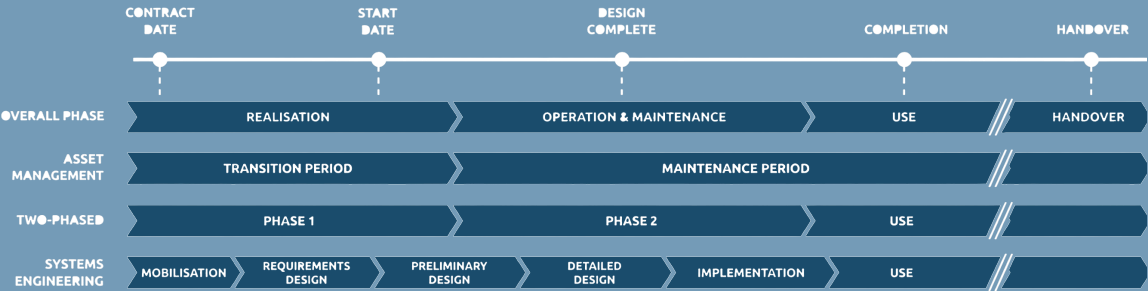 CONTRACT DATE
START DATE
DESIGN COMPLETE
COMPLETION
HANDOVER
OVERALL PHASE
REALISATION
OPERATION & MAINTENANCE
USE
HANDOVER
ASSET MANAGEMENT
TRANSITION PERIOD
MAINTENANCE PERIOD
TWO-PHASED
PHASE 1
PHASE 2
USE
SYSTEMS ENGINEERING
MOBILISATION
REQUIREMENTS DESIGN
PRELIMINARY DESIGN
DETAILED DESIGN
IMPLEMENTATION
USE